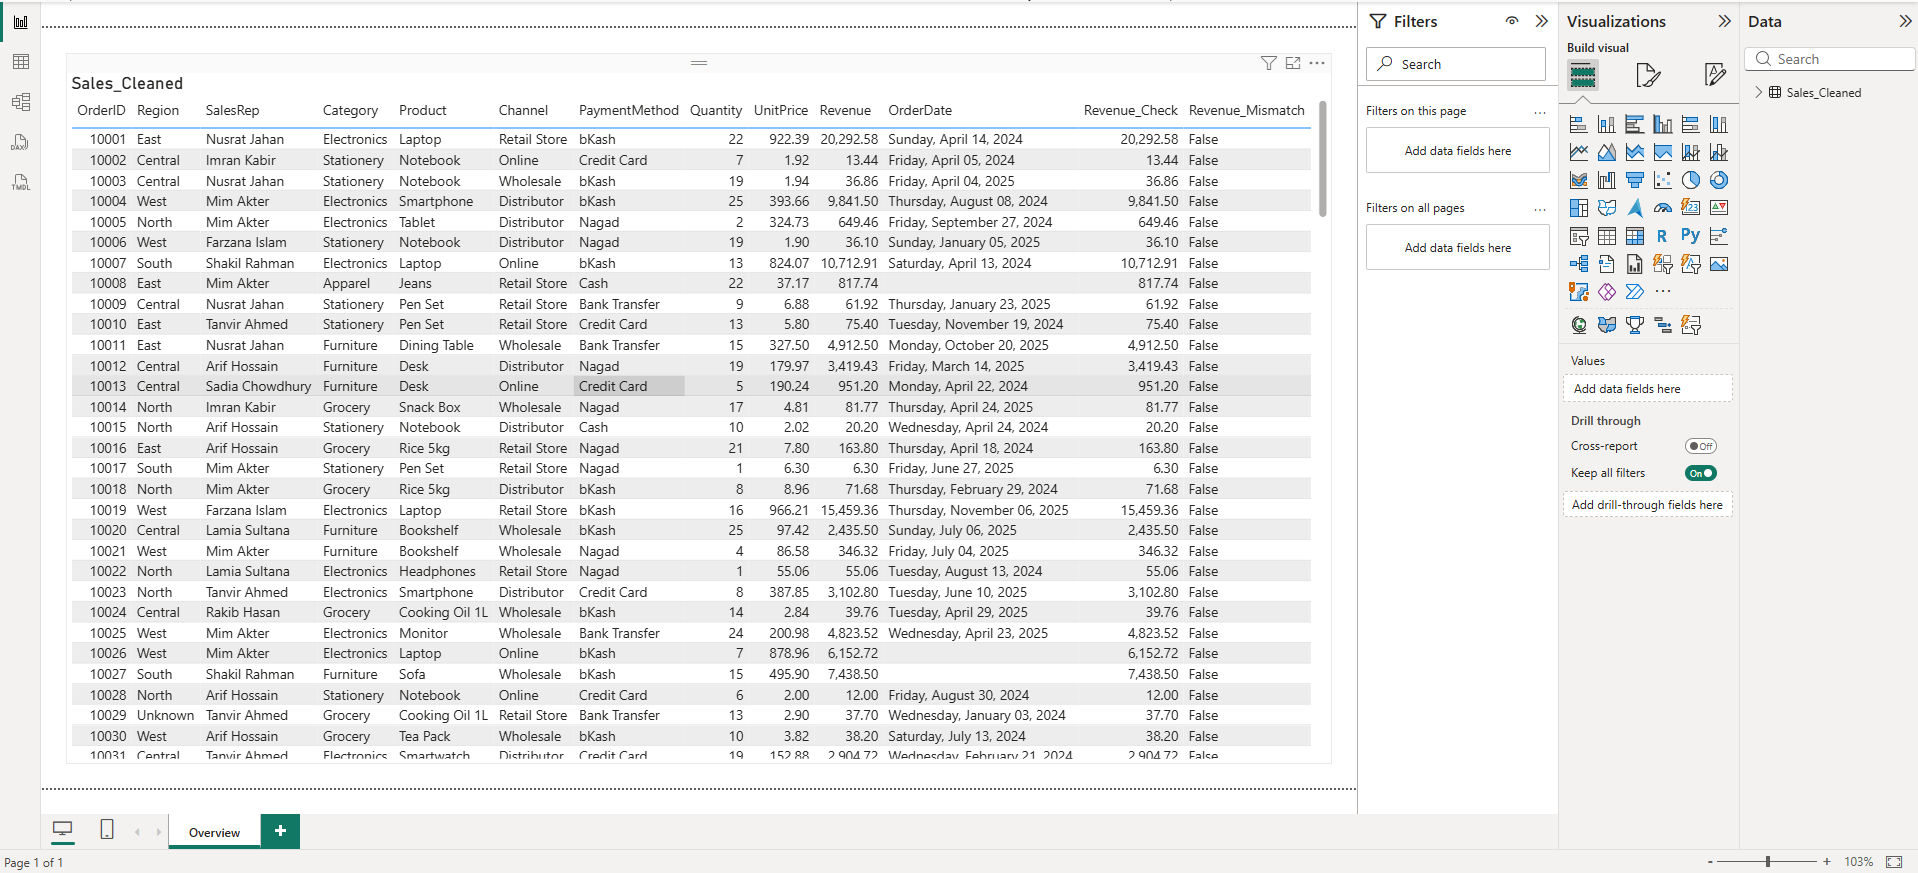 Filters
Visualizations
Data
Search
Build visual
Search
Sales_Cleaned
Sales_Cleaned
OrderID Region SalesRep Category Product Channel PaymentMethod Quantity UnitPrice Revenue OrderDate Revenue_Check Revenue_Mismatch
10001 East Nusrat Jahan Electronics Laptop Retail Store bKash 22 922.39 20,292.58 Sunday, April 14, 2024 20,292.58 False
10002 Central Imran Kabir Stationery Notebook Online Credit Card 7 1.92 13.44 Friday, April 05, 2024 13.44 False
10003 Central Nusrat Jahan Stationery Notebook Wholesale bKash 19 1.94 36.86 Friday, April 04, 2025 36.86 False
10004 West Mim Akter Electronics Smartphone Distributor bKash 25 393.66 9,841.50 Thursday, August 08, 2024 9,841.50 False
10005 North Mim Akter Electronics Tablet Distributor Nagad 2 324.73 649.46 Friday, September 27, 2024 649.46 False
10006 West Farzana Islam Stationery Notebook Distributor Nagad 19 1.90 36.10 Sunday, January 05, 2025 36.10 False
10007 South Shakil Rahman Electronics Laptop Online bKash 13 824.07 10,712.91 Saturday, April 13, 2024 10,712.91 False
10008 East Mim Akter Apparel Jeans Retail Store Cash 22 37.17 817.74 817.74 False
10009 Central Nusrat Jahan Stationery Pen Set Retail Store Bank Transfer 9 6.88 61.92 Thursday, January 23, 2025 61.92 False
10010 East Tanvir Ahmed Stationery Pen Set Retail Store Credit Card 13 5.80 75.40 Tuesday, November 19, 2024 75.40 False
10011 East Nusrat Jahan Furniture Dining Table Wholesale Bank Transfer 15 327.50 4,912.50 Monday, October 20, 2025 4,912.50 False
10012 Central Arif Hossain Furniture Desk Distributor Nagad 19 179.97 3,419.43 Friday, March 14, 2025 3,419.43 False
10013 Central Sadia Chowdhury Furniture Desk Online Credit Card 5 190.24 951.20 Monday, April 22, 2024 951.20 False
10014 North Imran Kabir Grocery Snack Box Wholesale Nagad 17 4.81 81.77 Thursday, April 24, 2025 81.77 False
10015 North Arif Hossain Stationery Notebook Distributor Cash 10 2.02 20.20 Wednesday, April 24, 2024 20.20 False
10016 East Arif Hossain Grocery Rice 5kg Retail Store Nagad 21 7.80 163.80 Thursday, April 18, 2024 163.80 False
10017 South Mim Akter Stationery Pen Set Retail Store Nagad 1 6.30 6.30 Friday, June 27, 2025 6.30 False
10018 North Mim Akter Grocery Rice 5kg Distributor bKash 8 8.96 71.68 Thursday, February 29, 2024 71.68 False
10019 West Farzana Islam Electronics Laptop Retail Store bKash 16 966.21 15,459.36 Thursday, November 06, 2025 15,459.36 False
10020 Central Lamia Sultana Furniture Bookshelf Wholesale bKash 25 97.42 2,435.50 Sunday, July 06, 2025 2,435.50 False
10021 West Mim Akter Furniture Bookshelf Wholesale Nagad 4 86.58 346.32 Friday, July 04, 2025 346.32 False
10022 North Lamia Sultana Electronics Headphones Retail Store Nagad 1 55.06 55.06 Tuesday, August 13, 2024 55.06 False
10023 North Tanvir Ahmed Electronics Smartphone Distributor Credit Card 8 387.85 3,102.80 Tuesday, June 10, 2025 3,102.80 False
10024 Central Rakib Hasan Grocery Cooking Oil 1L Wholesale bKash 14 2.84 39.76 Tuesday, April 29, 2025 39.76 False
10025 West Mim Akter Electronics Monitor Wholesale Bank Transfer 24 200.98 4,823.52 Wednesday, April 23, 2025 4,823.52 False
10026 West Mim Akter Electronics Laptop Online bKash 7 878.96 6,152.72 6,152.72 False
10027 South Shakil Rahman Furniture Sofa Wholesale bKash 15 495.90 7,438.50 7,438.50 False
10028 North Arif Hossain Stationery Notebook Online Credit Card 6 2.00 12.00 Friday, August 30, 2024 12.00 False
10029 Unknown Tanvir Ahmed Grocery Cooking Oil 1L Retail Store Bank Transfer 13 2.90 37.70 Wednesday, January 03, 2024 37.70 False
10030 West Arif Hossain Grocery Tea Pack Wholesale bKash 10 3.82 38.20 Saturday, July 13, 2024 38.20 False
10031 Central Tanvir Ahmed Electronics Smartwatch Distributor Credit Card 19 152.88 2,904.72 Wednesday, February 21, 2024 2,904.72 False
Filters on this page
Add data fields here
Filters on all pages
Add data fields here
123
R
Py
Values
Add data fields here
Drill through
Cross-report
Off
Keep all filters
On
Add drill-through fields here
DAX
TMDL
Overview
+
Page 1 of 1
- + 103%